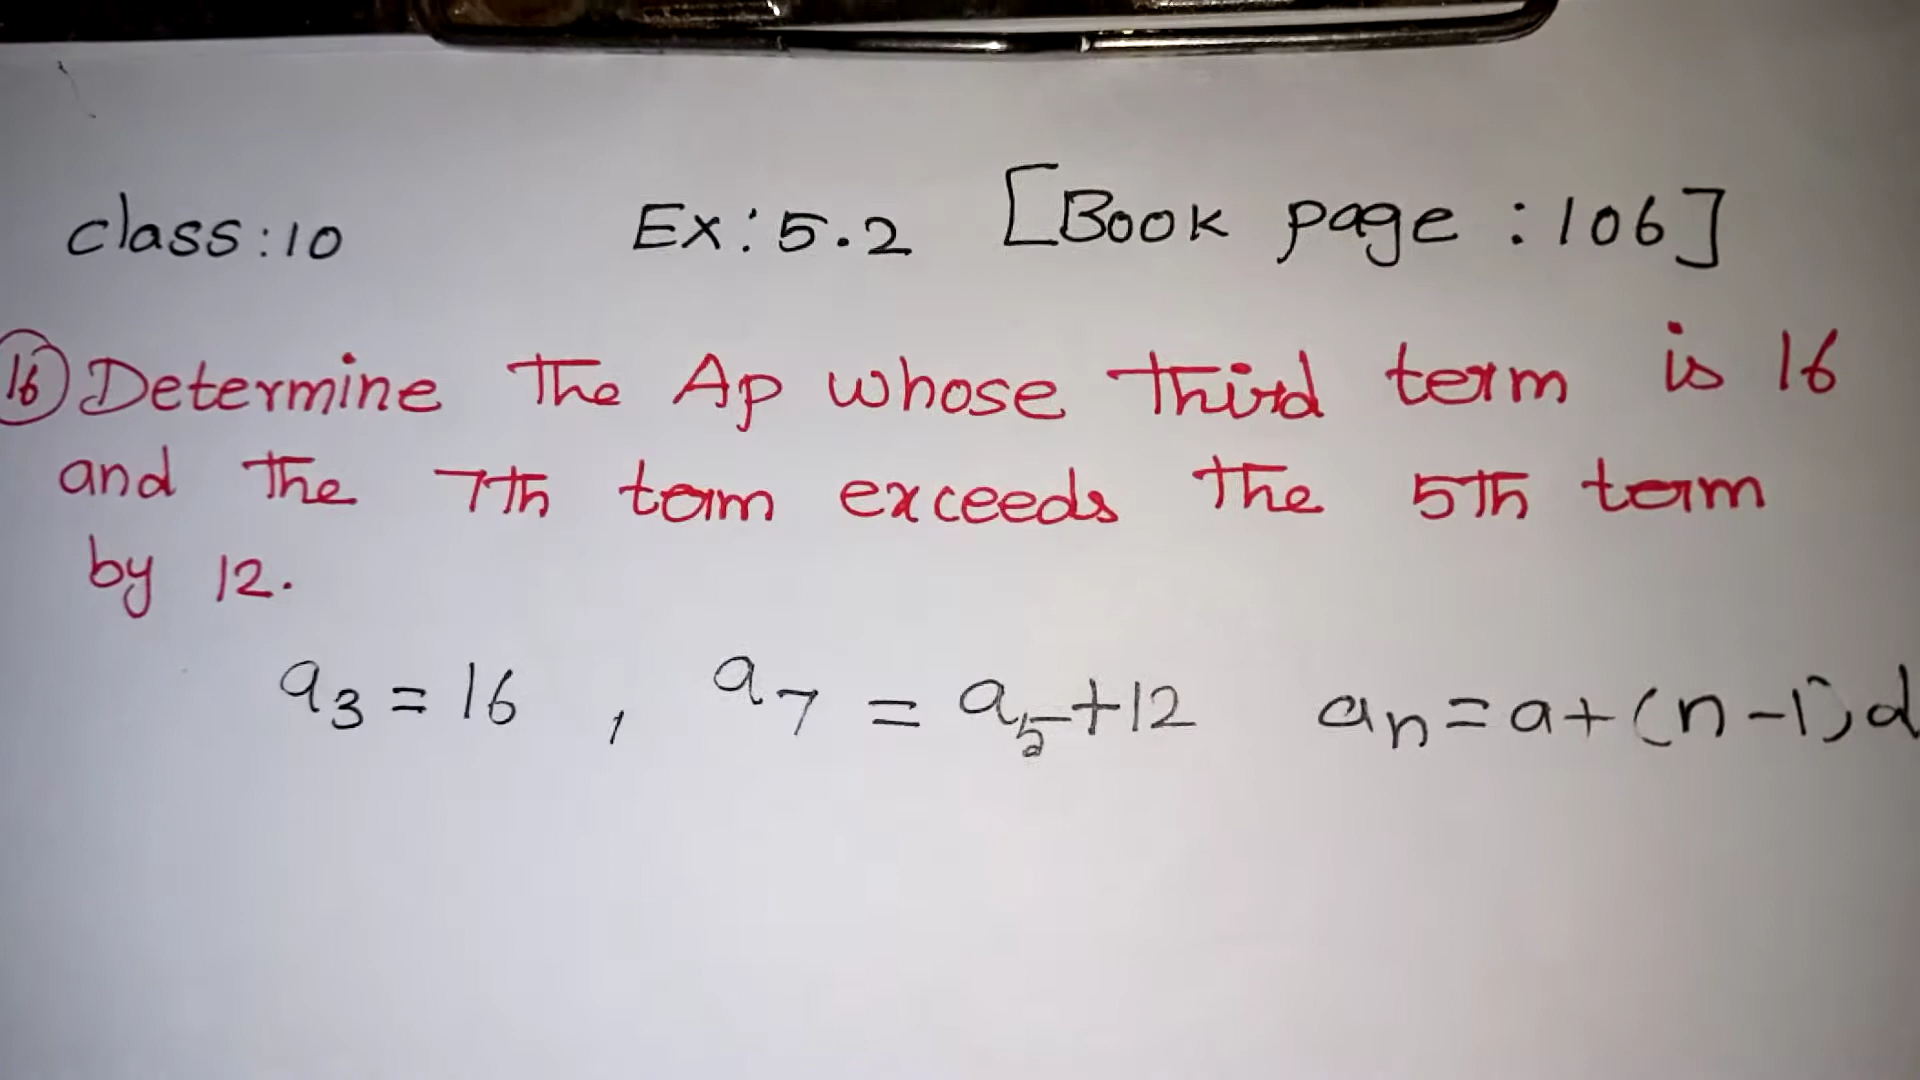 class:10 Ex:5.2 [Book page:106]
16 Determine the Ap whose third term is 16
and the 7th term exceeds the 5th term
by 12.
a3 = 16 , a7 = a5+12 an=a+(n-1)d